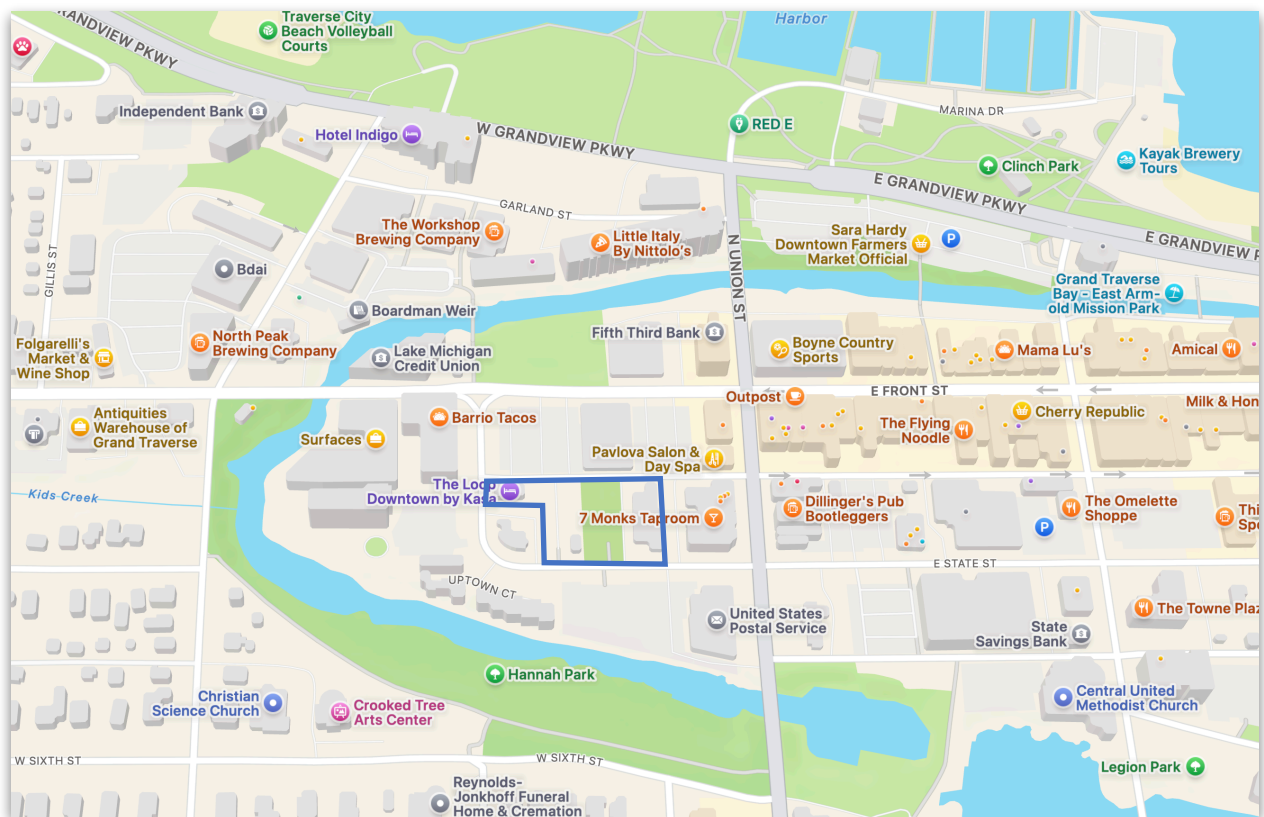 Harbor
Traverse City
Beach Volleyball
Courts
RANDVIEW PKWY
Independent Bank
Hotel Indigo
W GRANDVIEW PKWY
RED E
MARINA DR
Kayak Brewery
Tours
Clinch Park
E GRANDVIEW PKWY
GARLAND ST
The Workshop
Brewing Company
Little Italy
By Nittolo's
N UNION ST
Sara Hardy
Downtown Farmers
Market Official
P
E GRANDVIEW P
GILLIS ST
Bdai
Grand Traverse
Bay - East Arm-
old Mission Park
Boardman Weir
North Peak
Brewing Company
Folgarelli's
Market &
Wine Shop
Lake Michigan
Credit Union
Fifth Third Bank
Boyne Country
Sports
Mama Lu's
Amical
E FRONT ST
Outpost
Milk & Hon
Antiquities
Warehouse of
Grand Traverse
Barrio Tacos
Surfaces
Cherry Republic
The Flying
Noodle
Pavlova Salon &
Day Spa
Kids Creek
The Loop
Downtown by Kasa
7 Monks Taproom
Dillinger's Pub
Bootleggers
P
The Omelette
Shoppe
Thi
Spo
E STATE ST
UPTOWN CT
United States
Postal Service
State
Savings Bank
The Towne Plaz
Hannah Park
Christian
Science Church
Crooked Tree
Arts Center
Central United
Methodist Church
W SIXTH ST
W SIXTH ST
Legion Park
Reynolds-
Jonkhoff Funeral
Home & Cremation